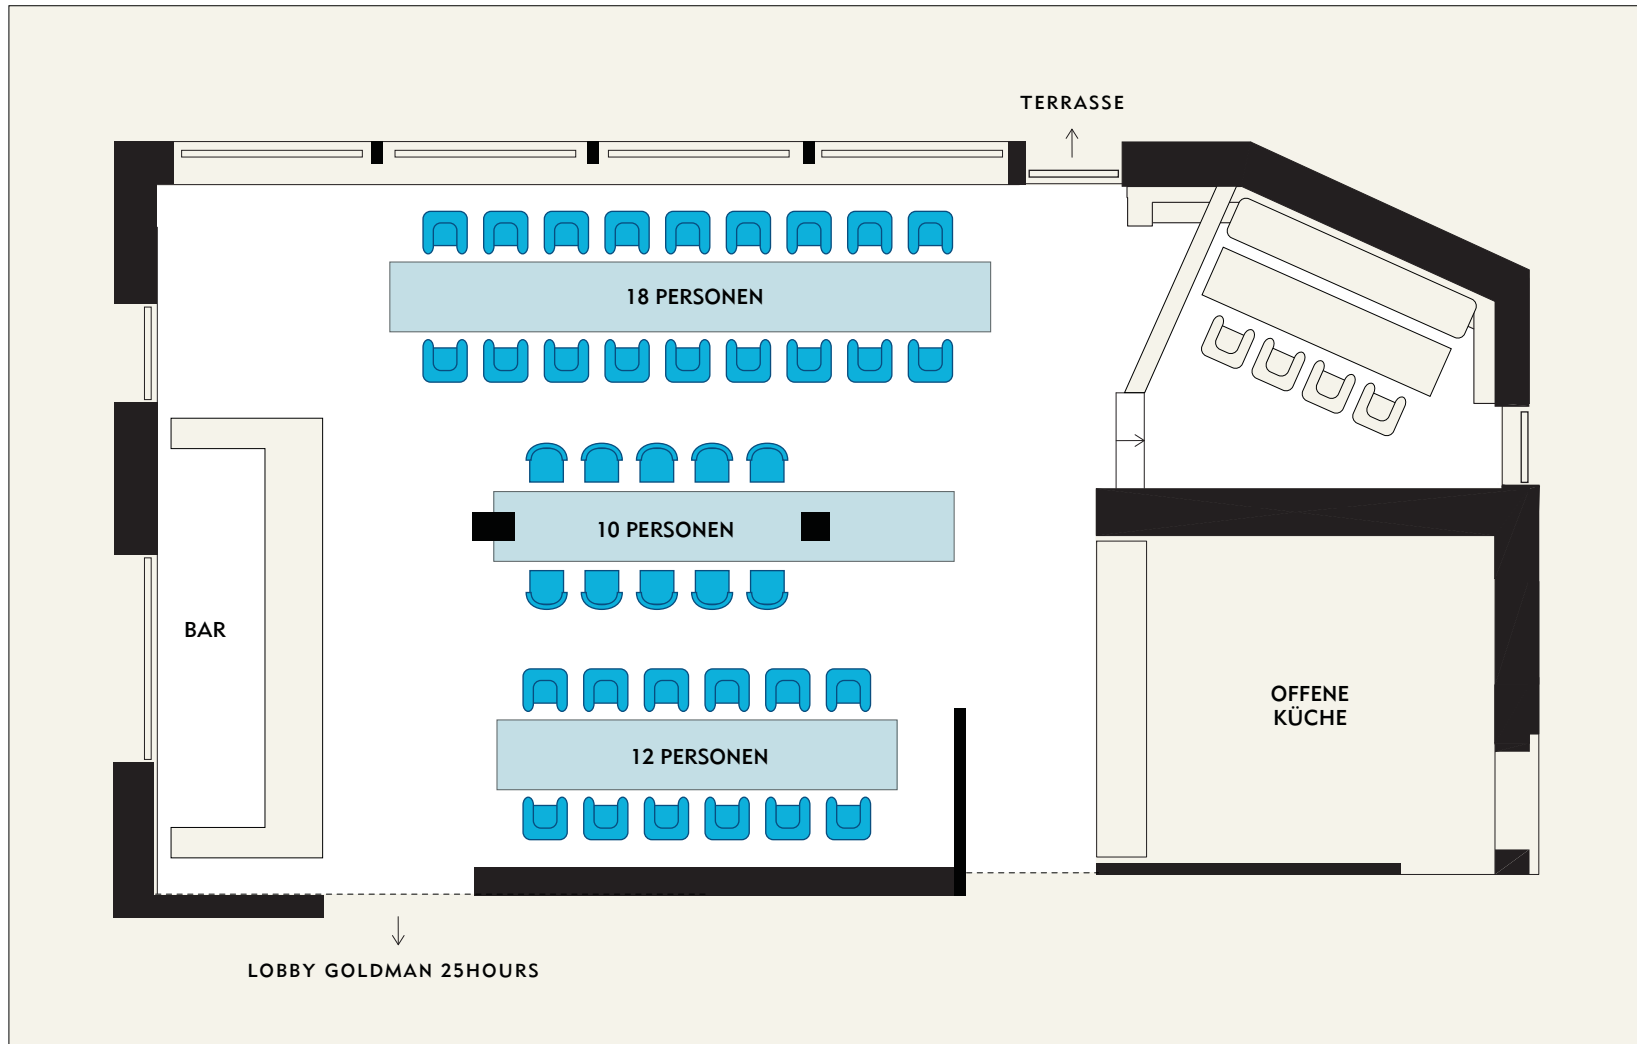 TERRASSE
18 PERSONEN
10 PERSONEN
BAR
OFFENE
KÜCHE
12 PERSONEN
LOBBY GOLDMAN 25HOURS